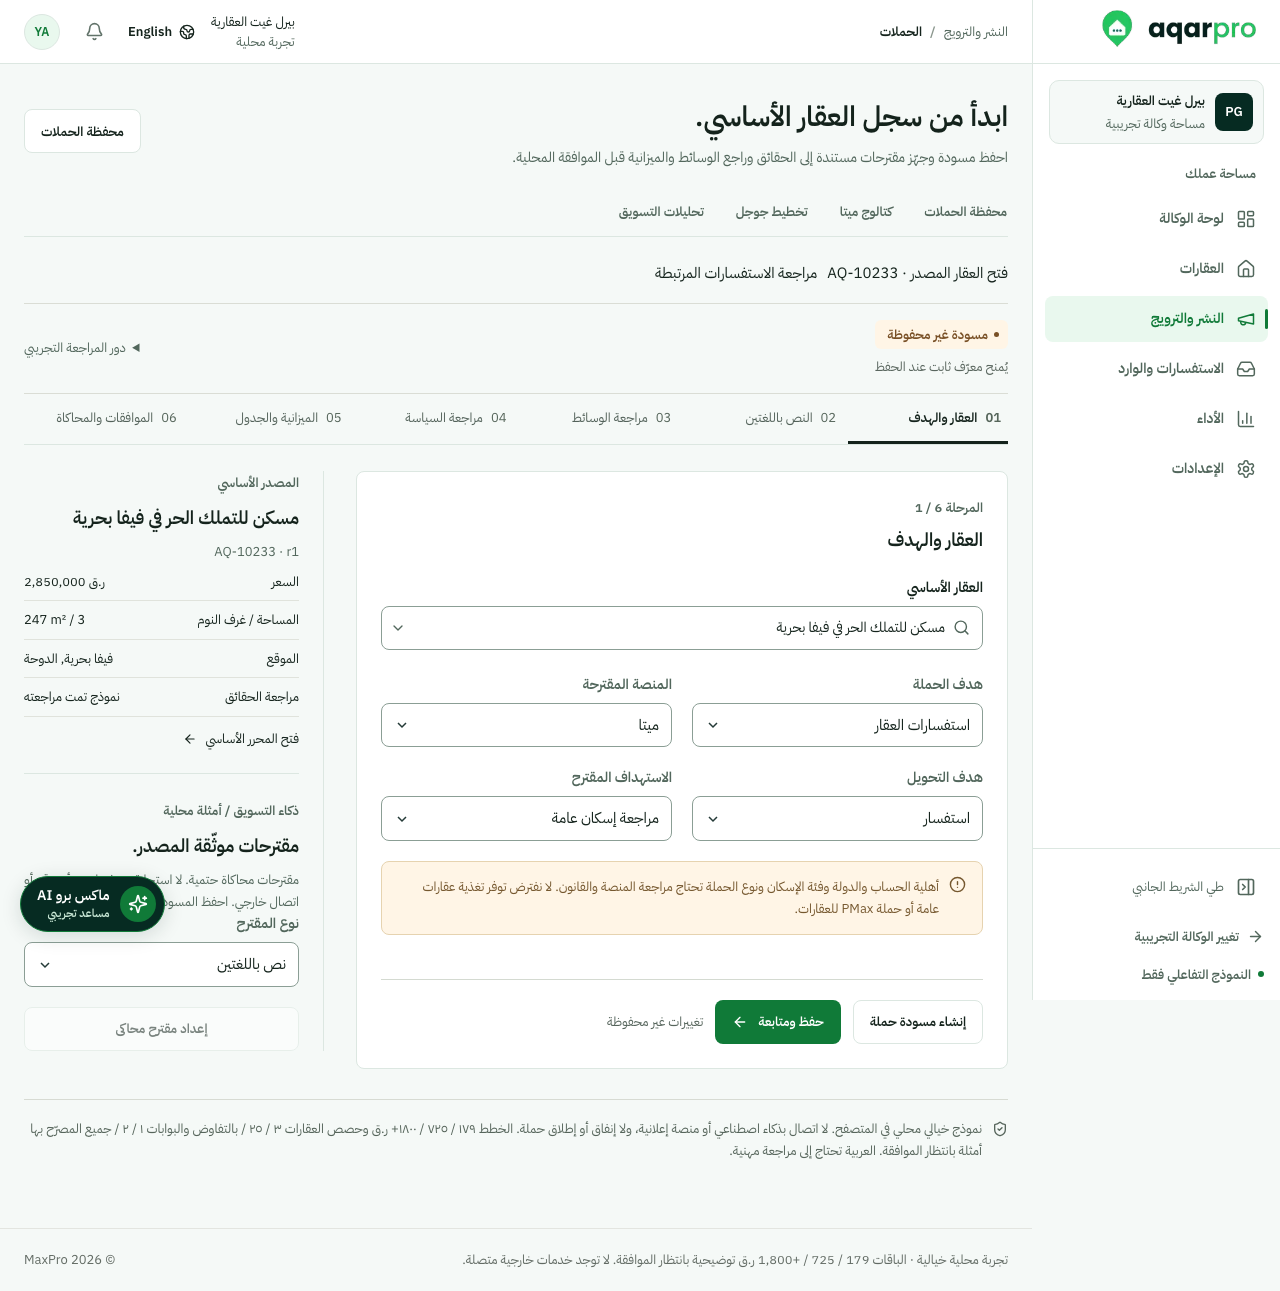 aqarpro
النشر والترويج / الحملات
بيرل غيت العقارية
تجربة محلية
English
YA
PG
بيرل غيت العقارية
مساحة وكالة تجريبية
مساحة عملك
لوحة الوكالة
العقارات
النشر والترويج
الاستفسارات والوارد
الأداء
الإعدادات
طي الشريط الجانبي
تغيير الوكالة التجريبية
النموذج التفاعلي فقط
ابدأ من سجل العقار الأساسي.
احفظ مسودة وجهّز مقترحات مستندة إلى الحقائق وراجع الوسائط والميزانية قبل الموافقة المحلية.
محفظة الحملات
محفظة الحملات
كتالوج ميتا
تخطيط جوجل
تحليلات التسويق
فتح العقار المصدر · AQ-10233
مراجعة الاستفسارات المرتبطة
مسودة غير محفوظة
يُمنح معرّف ثابت عند الحفظ
دور المراجعة التجريبي
01 العقار والهدف
02 النص باللغتين
03 مراجعة الوسائط
04 مراجعة السياسة
05 الميزانية والجدول
06 الموافقات والمحاكاة
المرحلة 6 / 1
العقار والهدف
العقار الأساسي
مسكن للتملك الحر في فيفا بحرية
هدف الحملة
استفسارات العقار
المنصة المقترحة
ميتا
هدف التحويل
استفسار
الاستهداف المقترح
مراجعة إسكان عامة
أهلية الحساب والدولة وفئة الإسكان ونوع الحملة تحتاج مراجعة المنصة والقانون. لا نفترض توفر تغذية عقارات
عامة أو حملة PMax للعقارات.
إنشاء مسودة حملة
حفظ ومتابعة
تغييرات غير محفوظة
المصدر الأساسي
مسكن للتملك الحر في فيفا بحرية
AQ-10233 · r1
السعر
2,850,000 ر.ق
المساحة / غرف النوم
247 m² / 3
الموقع
فيفا بحرية, الدوحة
مراجعة الحقائق
نموذج تمت مراجعته
فتح المحرر الأساسي
ذكاء التسويق / أمثلة محلية
مقترحات موثّقة المصدر.
مقترحات محاكاة حتمية. لا
أو
اتصال خارجي. احفظ
ماكس برو AI
مساعد تجريبي
نوع المقترح
نص باللغتين
إعداد مقترح محاكى
نموذج خيالي محلي في المتصفح. لا اتصال بذكاء اصطناعي أو منصة إعلانية، ولا إنفاق أو إطلاق حملة. الخطط ١٧٩ / ٧٢٥ / ١٨٠٠+ ر.ق وحصص العقارات ٣ / ٢٥ / بالتفاوض والبوابات ١ / ٢ / جميع المصرّح بها
أمثلة بانتظار الموافقة. العربية تحتاج إلى مراجعة مهنية.
تجربة محلية خيالية · الباقات 179 / 725 / +1,800 ر.ق توضيحية بانتظار الموافقة. لا توجد خدمات خارجية متصلة.
© 2026 MaxPro